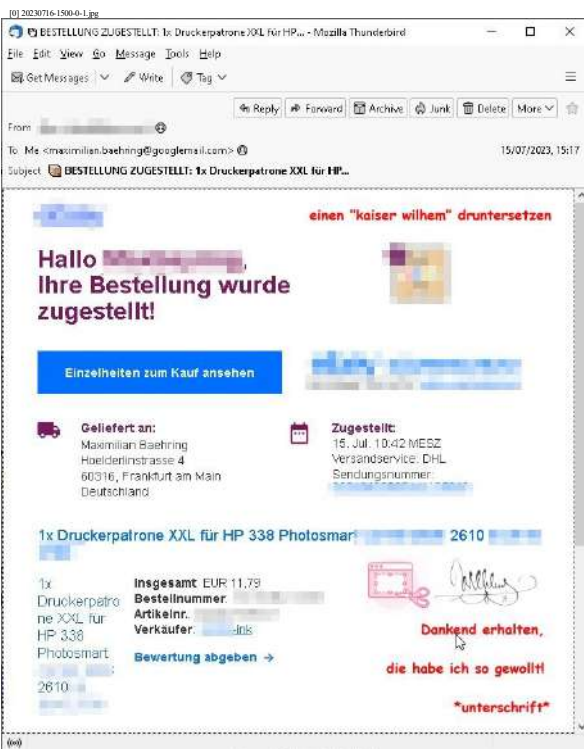 [0] 20230716-1500-0-1.jpg
BESTELLUNG ZUGESTELLT: 1x Druckerpatrone XXL für HP... - Mozilla Thunderbird
File Edit View Go Message Tools Help
Get Messages Write Tag
Reply Forward Archive Junk Delete More
From
To Me <maximilian.baehring@googlemail.com> 15/07/2023, 15:17
Subject BESTELLUNG ZUGESTELLT: 1x Druckerpatrone XXL für HP...
einen "kaiser wilhem" druntersetzen
Hallo
Ihre Bestellung wurde
zugestellt!
Einzelheiten zum Kauf ansehen
Geliefert an:
Maximilian Baehring
Hoelderlinstrasse 4
60316, Frankfurt am Main
Deutschland
Zugestellt:
15. Jul. 10:42 MESZ
Versandservice: DHL
Sendungsnummer:
1x Druckerpatrone XXL für HP 338 Photosmar 2610
1x
Druckerpatro
ne XXL für
HP 338
Photosmart
2610
Insgesamt EUR 11,79
Bestellnummer
Artikelnr.
Verkäufer: -ink
Bewertung abgeben →
Dankend erhalten,
die habe ich so gewollt!
*unterschrift*